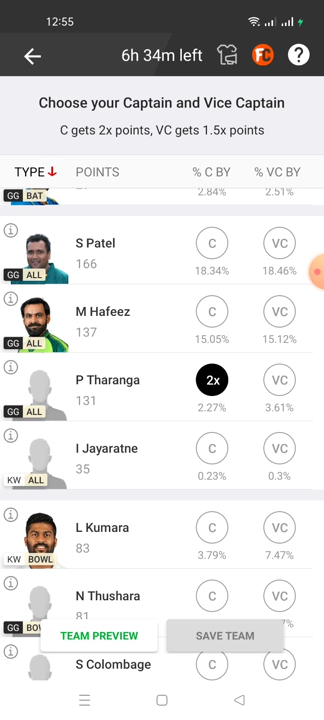 12:55
6h 34m left
FC
?
Choose your Captain and Vice Captain
C gets 2x points, VC gets 1.5x points
TYPE POINTS % C BY % VC BY
GG BAT 2.84% 2.51%
S Patel
166
C VC
GG ALL 18.34% 18.46%
M Hafeez
137
C VC
GG ALL 15.05% 15.12%
P Tharanga
131
2x VC
GG ALL 2.27% 3.61%
I Jayaratne
35
C VC
KW ALL 0.23% 0.3%
L Kumara
83
C VC
KW BOWL 3.79% 7.47%
N Thushara
81
C VC
GG
TEAM PREVIEW SAVE TEAM
S Colombage
C VC